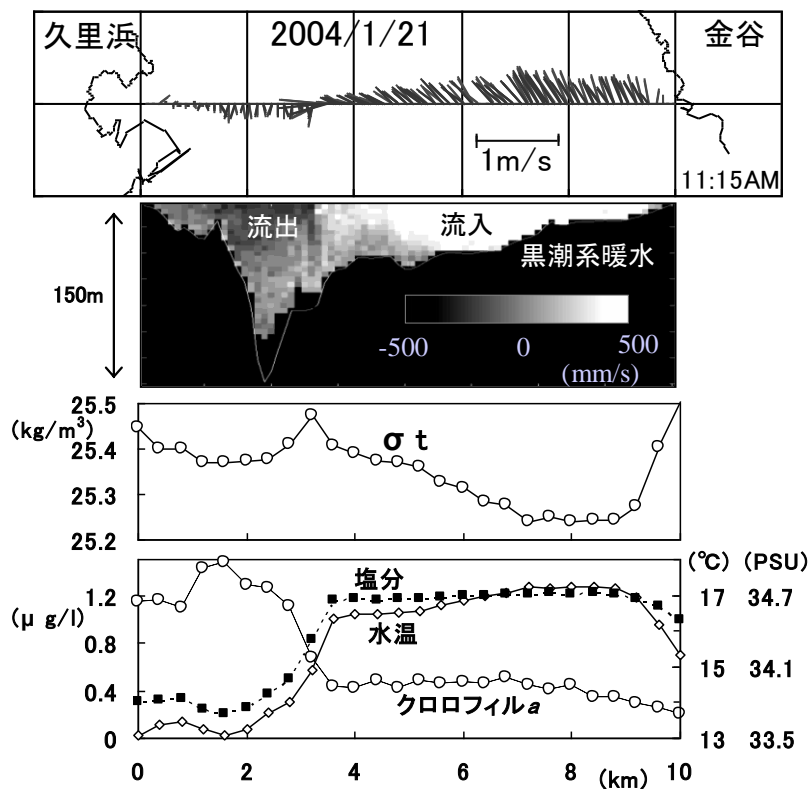 久里浜 2004/1/21 金谷
1m/s
11:15AM
流出 流入
黒潮系暖水
150m
-500 0 500
(mm/s)
25.5
(kg/m³)
25.4
σt
25.3
25.2
(℃) (PSU)
塩分
1.2 17 34.7
(μ g/l)
水温
0.8
15 34.1
0.4
クロロフィルa
0 13 33.5
0 2 4 6 8 (km) 10